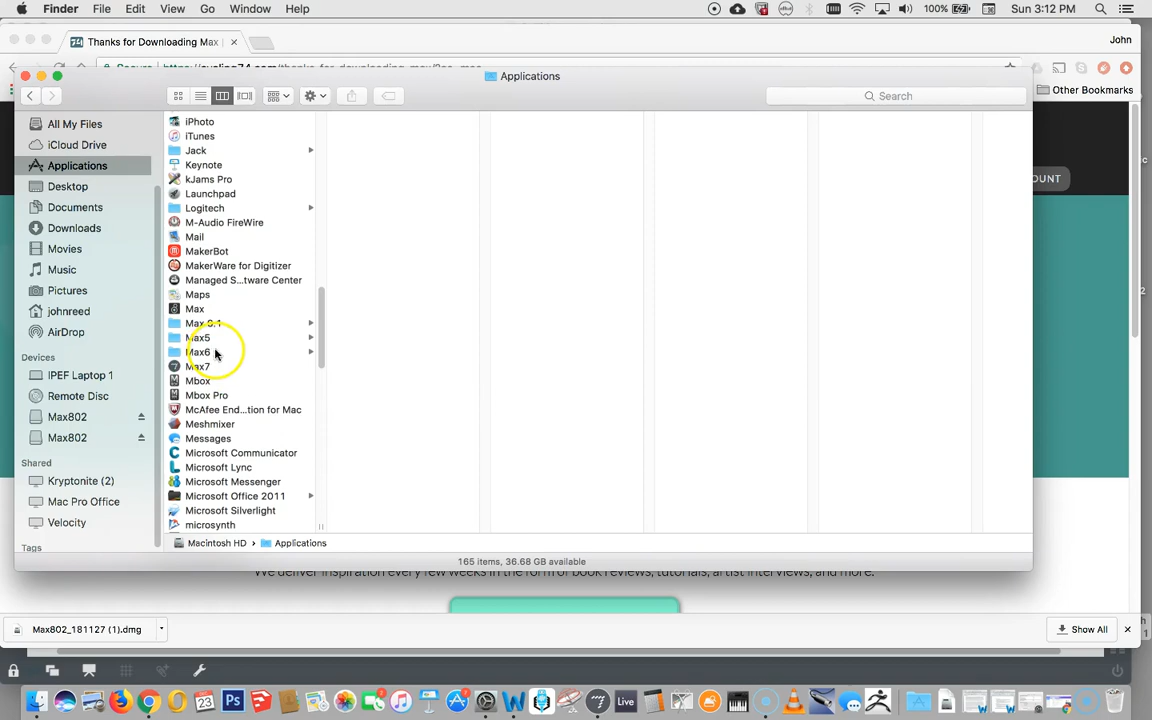 Finder File Edit View Go Window Help 100% Sun 3:12 PM
Thanks for Downloading Max John
Other Bookmarks
Applications
Search
All My Files
iCloud Drive
Applications
Desktop
Documents
Downloads
Movies
Music
Pictures
johnreed
AirDrop
Devices
IPEF Laptop 1
Remote Disc
Max802
Max802
Shared
Kryptonite (2)
Mac Pro Office
Velocity
Tags
iPhoto
iTunes
Jack
Keynote
kJams Pro
Launchpad
Logitech
M-Audio FireWire
Mail
MakerBot
MakerWare for Digitizer
Managed S...tware Center
Maps
Max
Max 6.1
Max5
Max6
Max7
Mbox
Mbox Pro
McAfee End...tion for Mac
Meshmixer
Messages
Microsoft Communicator
Microsoft Lync
Microsoft Messenger
Microsoft Office 2011
Microsoft Silverlight
microsynth
OUNT
Macintosh HD › Applications
165 items, 36.68 GB available
We deliver inspiration every few weeks in the form of book reviews, tutorials, artist interviews, and more.
Max802_181127 (1).dmg Show All
Live